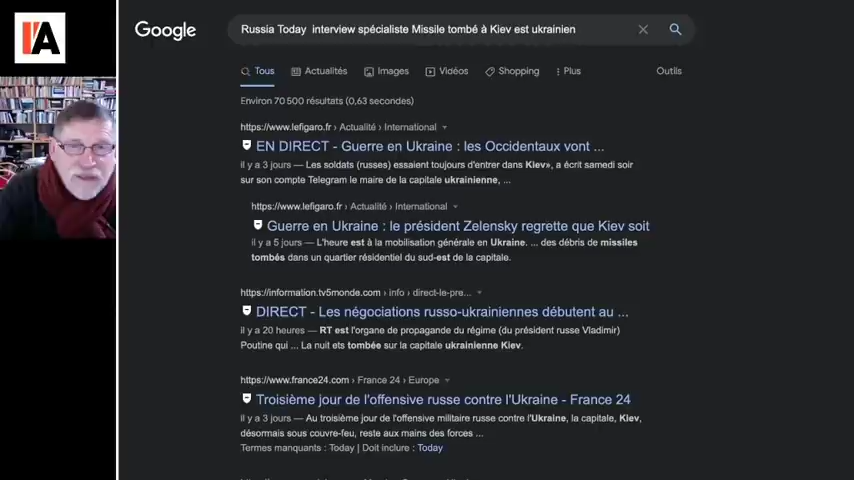 IA
Google
Russia Today interview spécialiste Missile tombé à Kiev est ukrainien
Tous
Actualités
Images
Vidéos
Shopping
Plus
Outils
Environ 70 500 résultats (0,63 secondes)
https://www.lefigaro.fr › Actualité › International
EN DIRECT - Guerre en Ukraine : les Occidentaux vont ...
il y a 3 jours — Les soldats (russes) essaient toujours d'entrer dans Kiev», a écrit samedi soir
sur son compte Telegram le maire de la capitale ukrainienne, ...
https://www.lefigaro.fr › Actualité › International
Guerre en Ukraine : le président Zelensky regrette que Kiev soit
il y a 5 jours — L'heure est à la mobilisation générale en Ukraine. ... des débris de missiles
tombés dans un quartier résidentiel du sud-est de la capitale.
https://information.tv5monde.com › info › direct-le-pre...
DIRECT - Les négociations russo-ukrainiennes débutent au ...
il y a 20 heures — RT est l'organe de propagande du régime (du président russe Vladimir)
Poutine qui ... La nuit ets tombée sur la capitale ukrainienne Kiev.
https://www.france24.com › France 24 › Europe
Troisième jour de l'offensive russe contre l'Ukraine - France 24
il y a 3 jours — Au troisième jour de l'offensive militaire russe contre l'Ukraine, la capitale, Kiev,
désormais sous couvre-feu, reste aux mains des forces ...
Termes manquants : Today | Doit inclure : Today